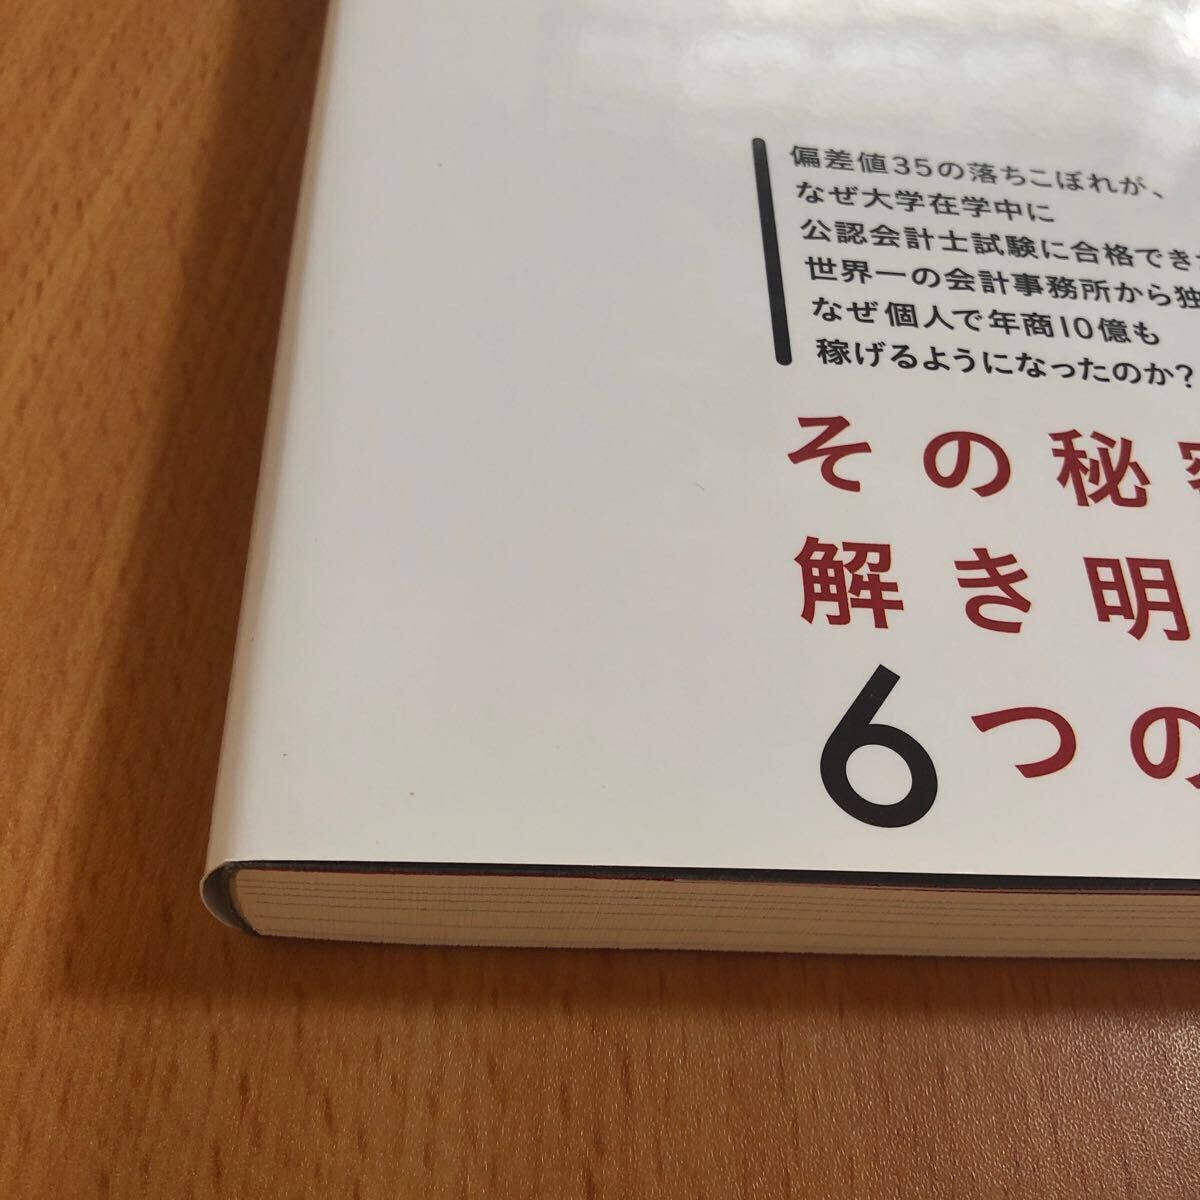 偏差値35の落ちこぼれが、
なぜ大学在学中に
公認会計士試験に合格でき
世界一の会計事務所から独
なぜ個人で年商10億も
稼げるようになったのか?
その秘
解き明
6つの